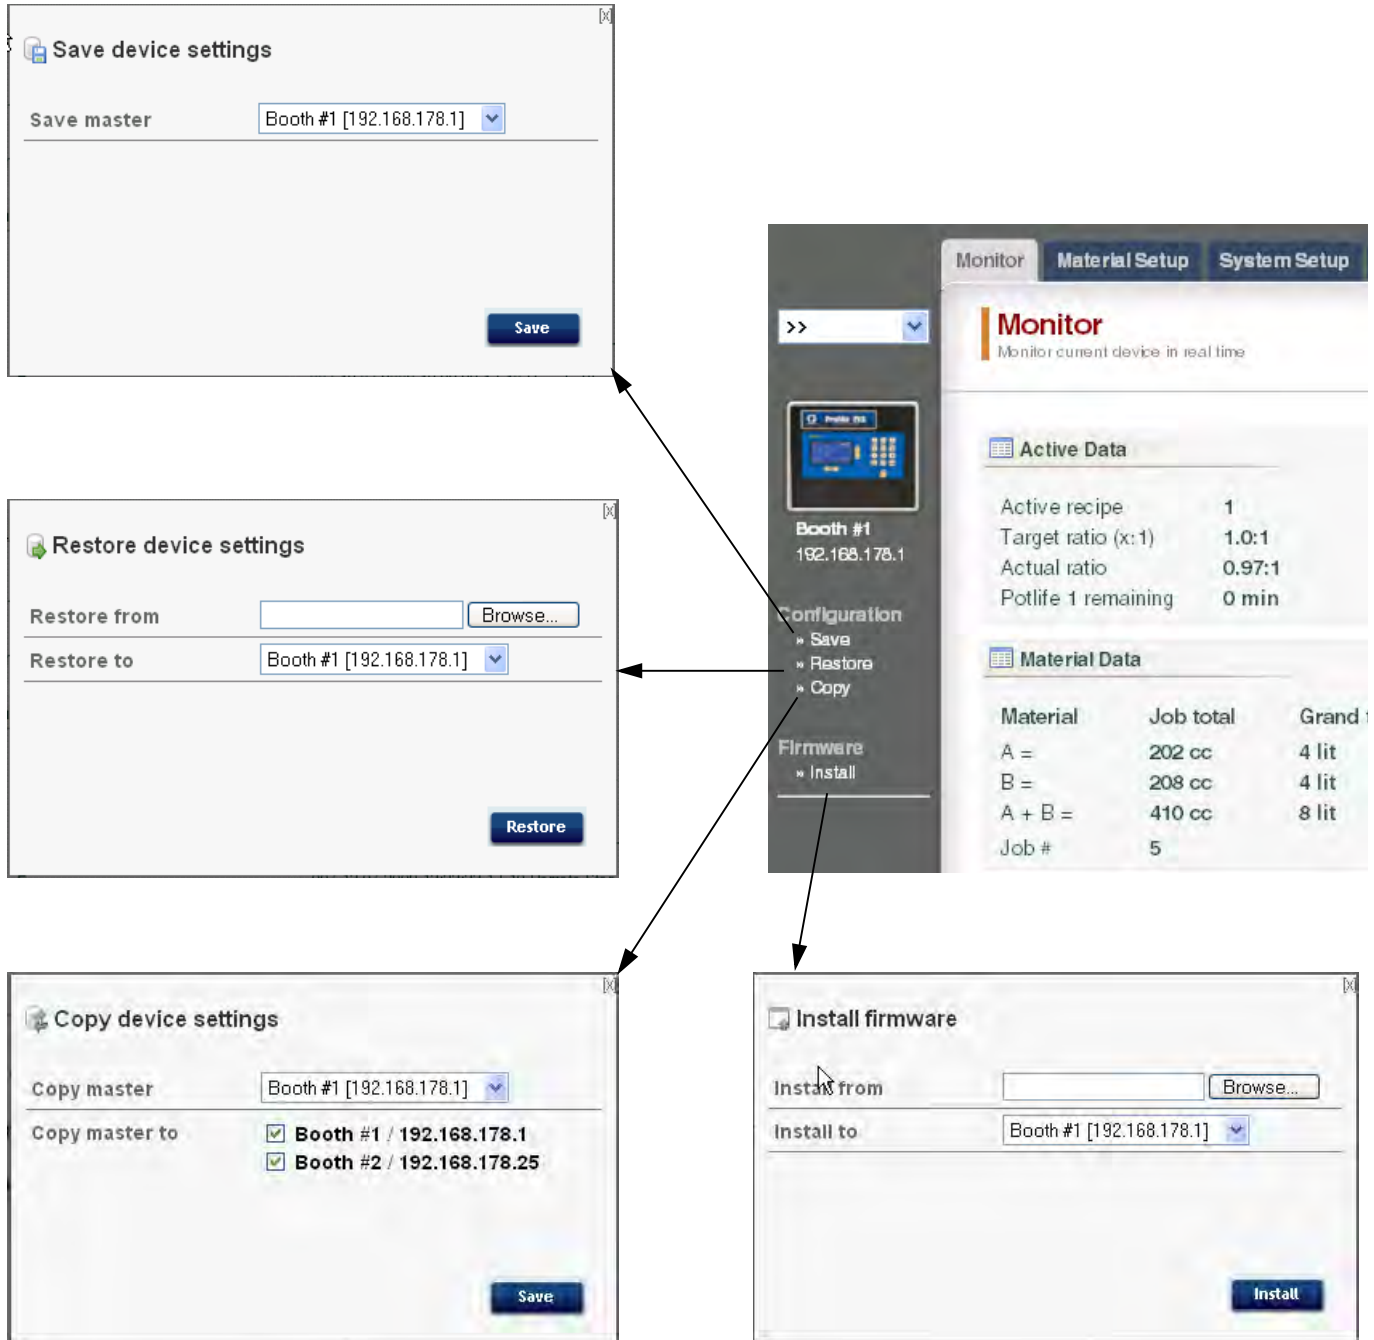 [x]
Save device settings
Save master Booth #1 [192.168.178.1]
Save
Monitor Material Setup System Setup
>>
Monitor
Monitor current device in real time
Booth #1
192.168.178.1
Configuration
» Save
» Restore
» Copy
Firmware
» Install
Active Data
Active recipe 1
Target ratio (x:1) 1.0:1
Actual ratio 0.97:1
Potlife 1 remaining 0 min
Material Data
Material Job total Grand
A = 202 cc 4 lit
B = 208 cc 4 lit
A + B = 410 cc 8 lit
Job # 5
[x]
Restore device settings
Restore from Browse...
Restore to Booth #1 [192.168.178.1]
Restore
[x]
Copy device settings
Copy master Booth #1 [192.168.178.1]
Copy master to Booth #1 / 192.168.178.1
Booth #2 / 192.168.178.25
Save
[x]
Install firmware
Install from Browse...
Install to Booth #1 [192.168.178.1]
Install